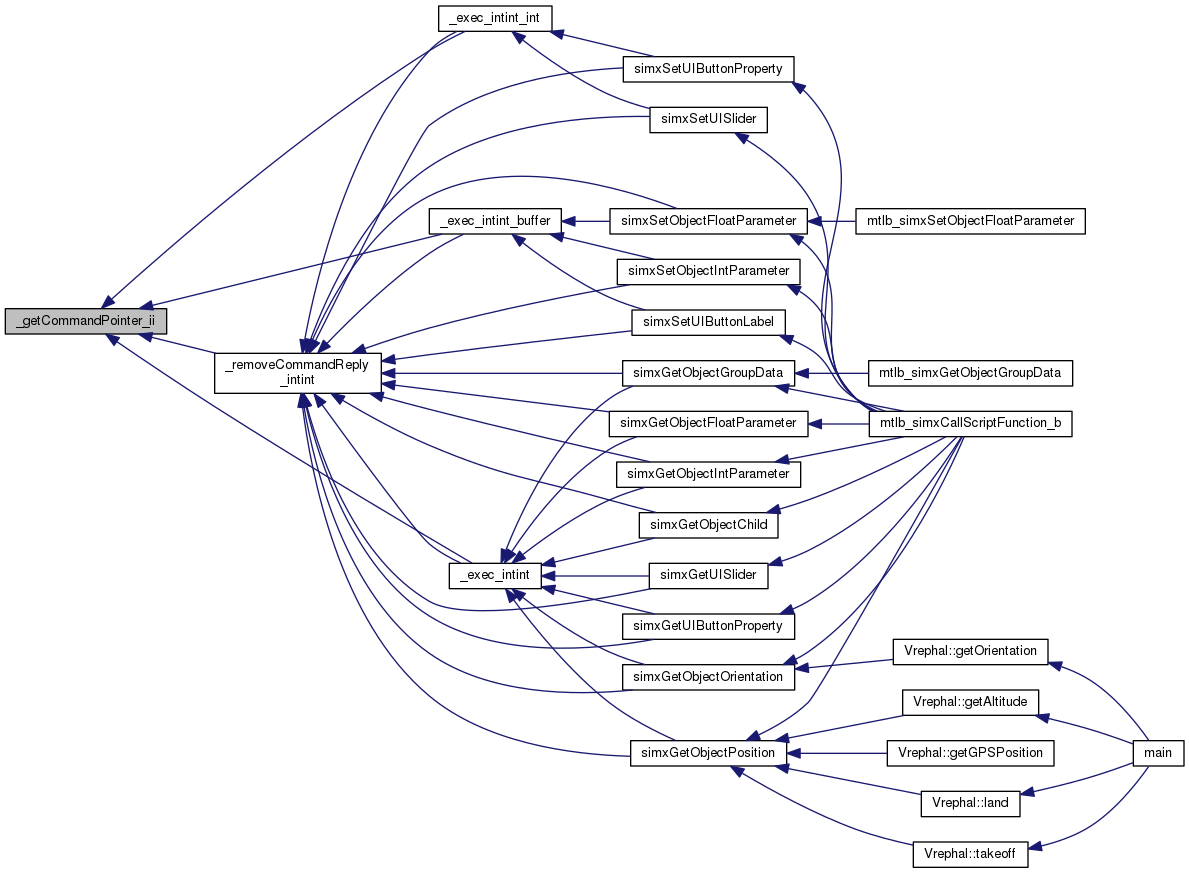 _exec_intint_int
simxSetUIButtonProperty
simxSetUISlider
_exec_intint_buffer
simxSetObjectFloatParameter
mtlb_simxSetObjectFloatParameter
simxSetObjectIntParameter
_getCommandPointer_ii
simxSetUIButtonLabel
_removeCommandReply
_intint
simxGetObjectGroupData
mtlb_simxGetObjectGroupData
simxGetObjectFloatParameter
mtlb_simxCallScriptFunction_b
simxGetObjectIntParameter
simxGetObjectChild
_exec_intint
simxGetUISlider
simxGetUIButtonProperty
simxGetObjectOrientation
Vrephal::getOrientation
Vrephal::getAltitude
simxGetObjectPosition
Vrephal::getGPSPosition
main
Vrephal::land
Vrephal::takeoff